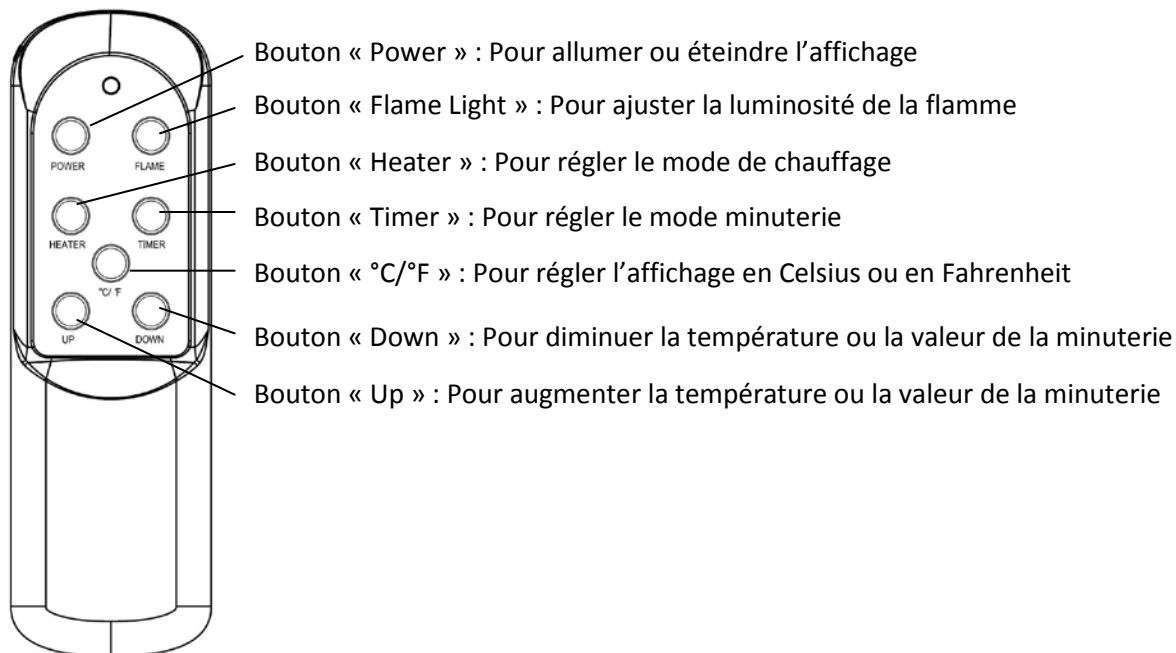 Bouton « Power » : Pour allumer ou éteindre l’affichage
Bouton « Flame Light » : Pour ajuster la luminosité de la flamme
POWER FLAME
Bouton « Heater » : Pour régler le mode de chauffage
Bouton « Timer » : Pour régler le mode minuterie
HEATER TIMER
Bouton « °C/°F » : Pour régler l’affichage en Celsius ou en Fahrenheit
°C/ °F
Bouton « Down » : Pour diminuer la température ou la valeur de la minuterie
UP DOWN
Bouton « Up » : Pour augmenter la température ou la valeur de la minuterie